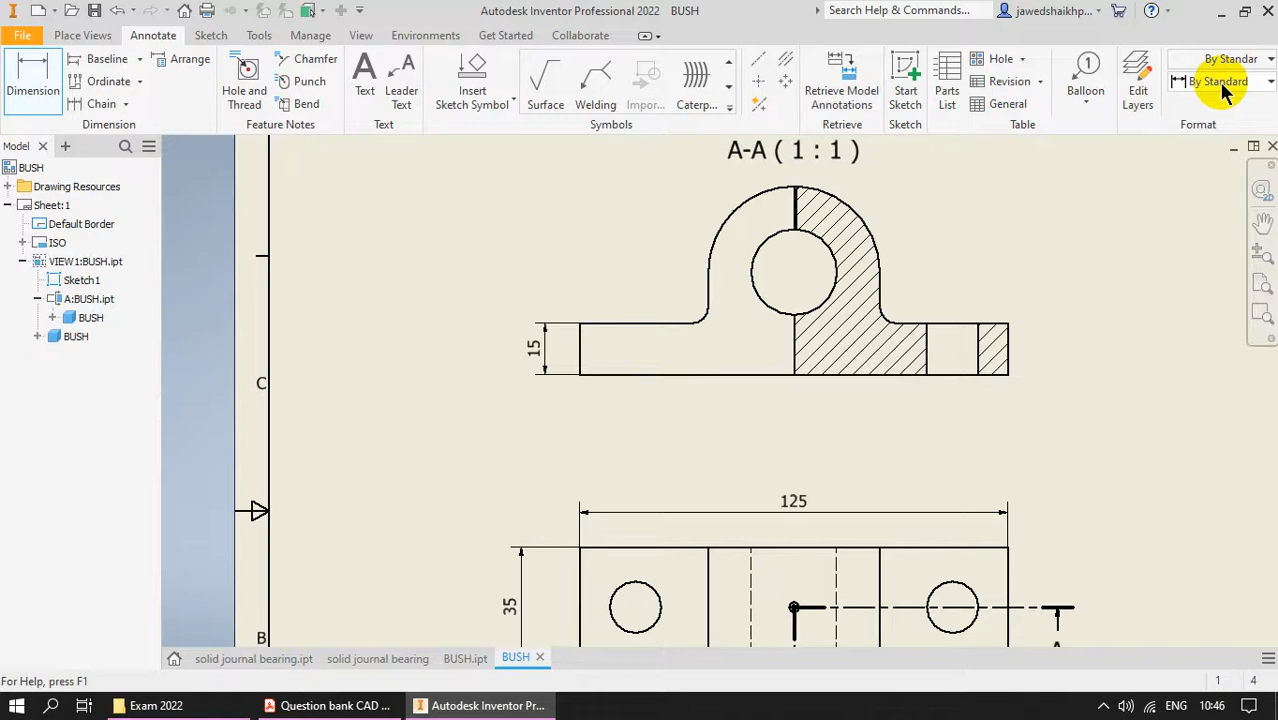 Autodesk Inventor Professional 2022 BUSH
Search Help & Commands...
jawedshaikhp...
File Place Views Annotate Sketch Tools Manage View Environments Get Started Collaborate
Dimension
Baseline
Ordinate
Chain
Arrange
Dimension
Hole and Thread
Chamfer
Punch
Bend
Feature Notes
Text
Leader Text
Text
Insert Sketch Symbol
Surface
Welding
Import
Caterp...
Symbols
Retrieve Model Annotations
Retrieve
Start Sketch
Sketch
Parts List
Hole
Revision
General
Table
Balloon
Edit Layers
By Standar
By Standard
Format
Model
BUSH
Drawing Resources
Sheet:1
Default Border
ISO
VIEW1:BUSH.ipt
Sketch1
A:BUSH.ipt
BUSH
BUSH
A-A ( 1 : 1 )
15
C
125
35
B
A
solid journal bearing.ipt solid journal bearing BUSH.ipt BUSH
For Help, press F1
1 4
Exam 2022
Question bank CAD ...
Autodesk Inventor Pr...
ENG 10:46